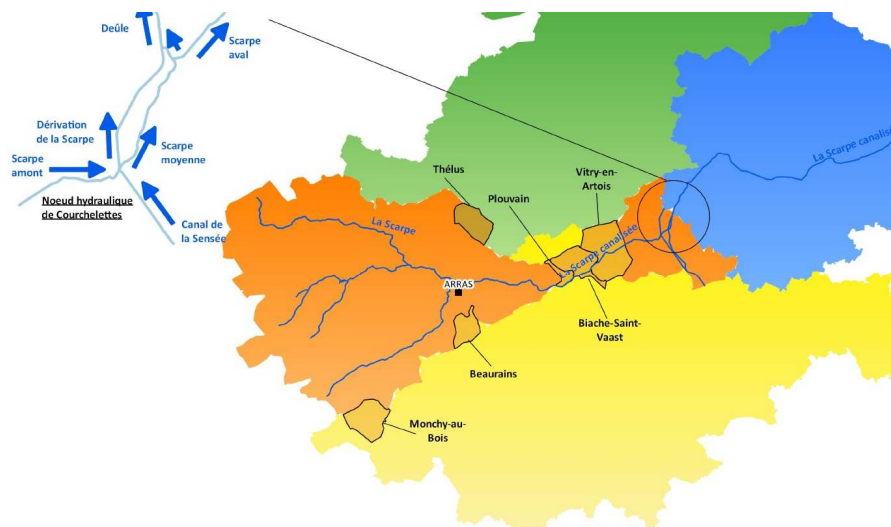 Deûle
Scarpe
aval
Dérivation
de la Scarpe
Scarpe
moyenne
Scarpe
amont
Noeud hydraulique
de Courchelettes
Canal de
la Sensée
Thélus
Plouvain
Vitry-en-
Artois
La Scarpe
La Scarpe canalisée
La Scarpe canalisé
ARRAS
Biache-Saint-
Vaast
Beaurains
Monchy-au-
Bois